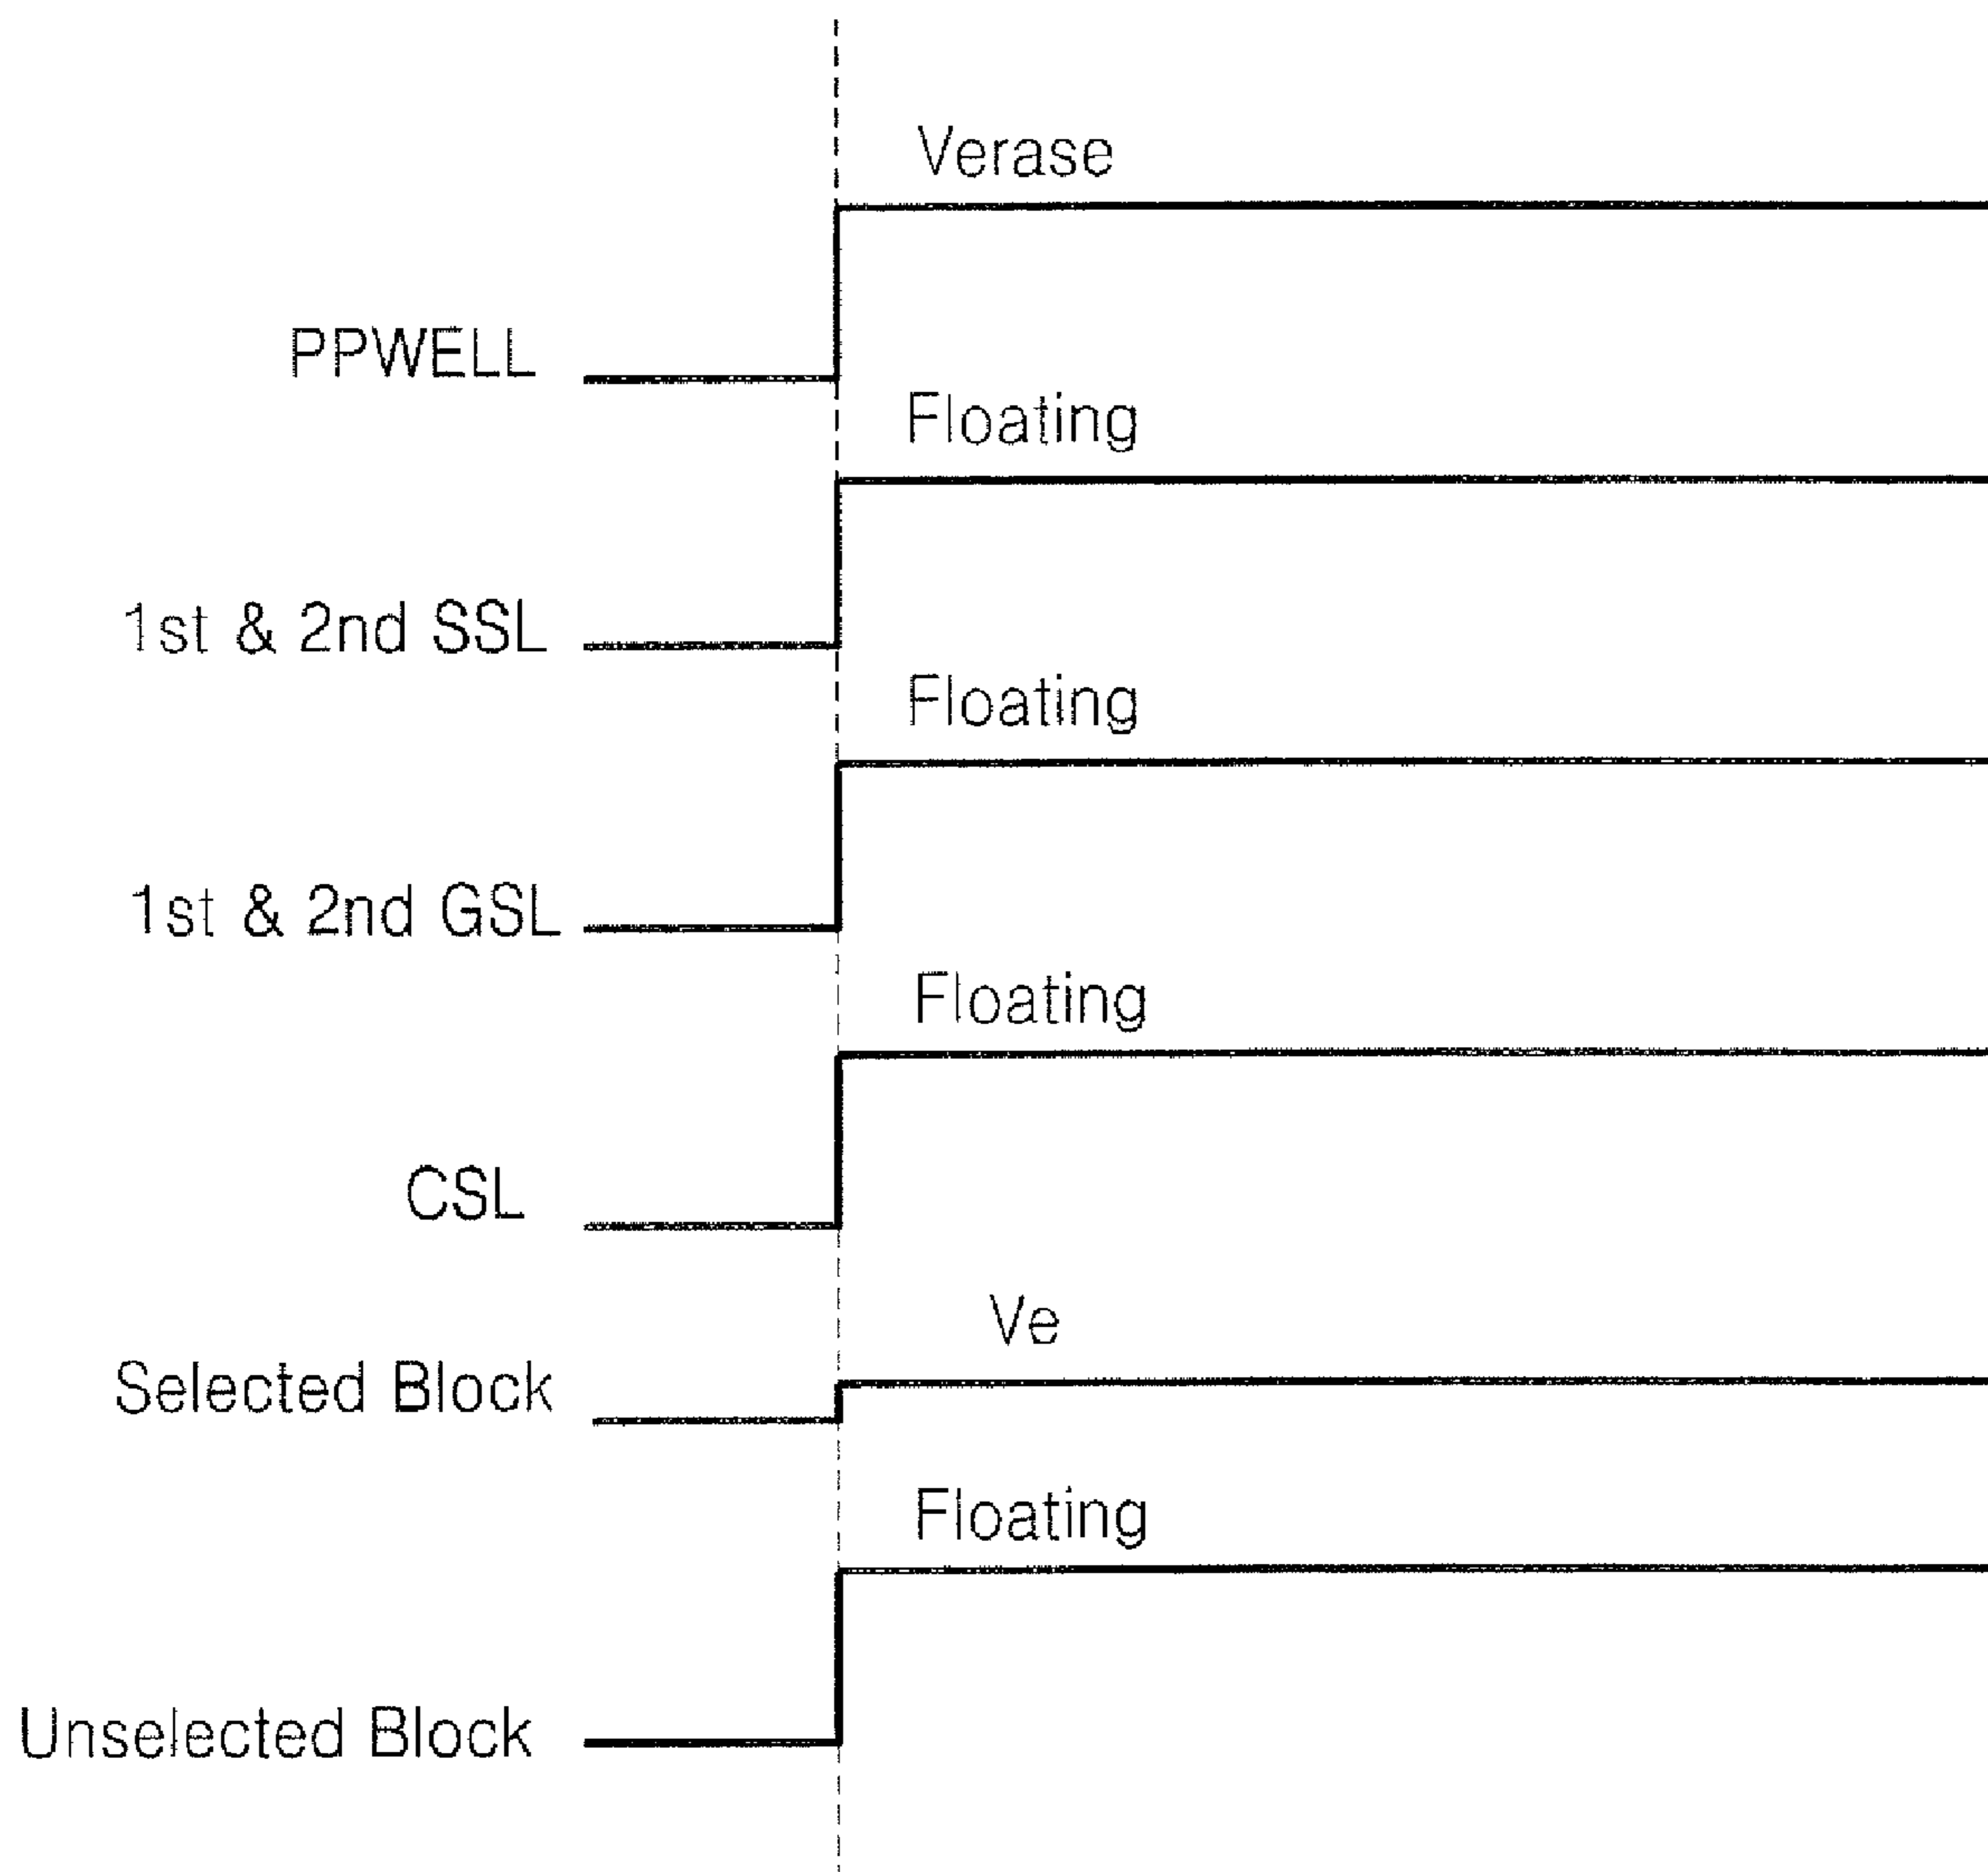 Verase
PPWELL
Floating
1st & 2nd SSL
Floating
1st & 2nd GSL
Floating
CSL
Ve
Selected Block
Floating
Unselected Block